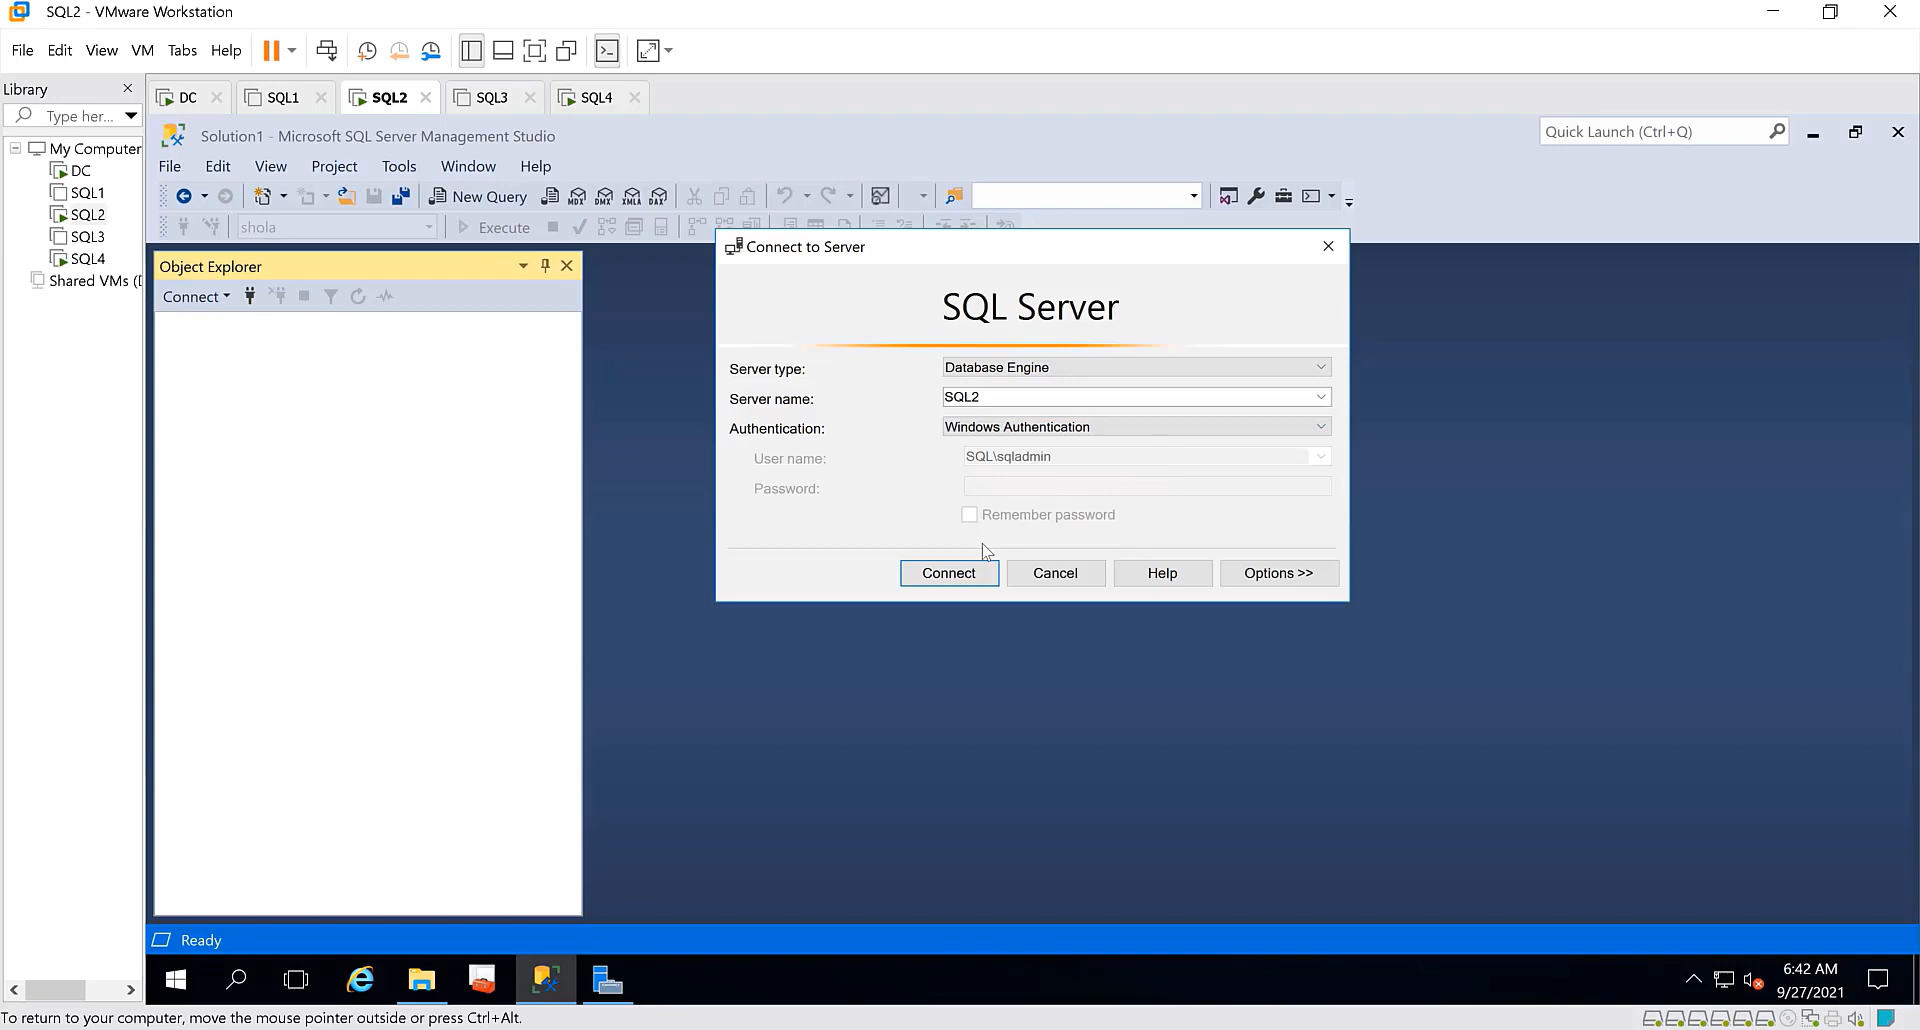 SQL2 - VMware Workstation
File Edit View VM Tabs Help
Library
Type her...
My Computer
DC
SQL1
SQL2
SQL3
SQL4
Shared VMs (
DC SQL1 SQL2 SQL3 SQL4
Solution1 - Microsoft SQL Server Management Studio
Quick Launch (Ctrl+Q)
File Edit View Project Tools Window Help
New Query MDX DMX XMLA DAX
shola Execute
Object Explorer
Connect
Connect to Server
SQL Server
Server type: Database Engine
Server name: SQL2
Authentication: Windows Authentication
User name: SQL\sqladmin
Password:
Remember password
Connect Cancel Help Options >>
Ready
6:42 AM
9/27/2021
To return to your computer, move the mouse pointer outside or press Ctrl+Alt.